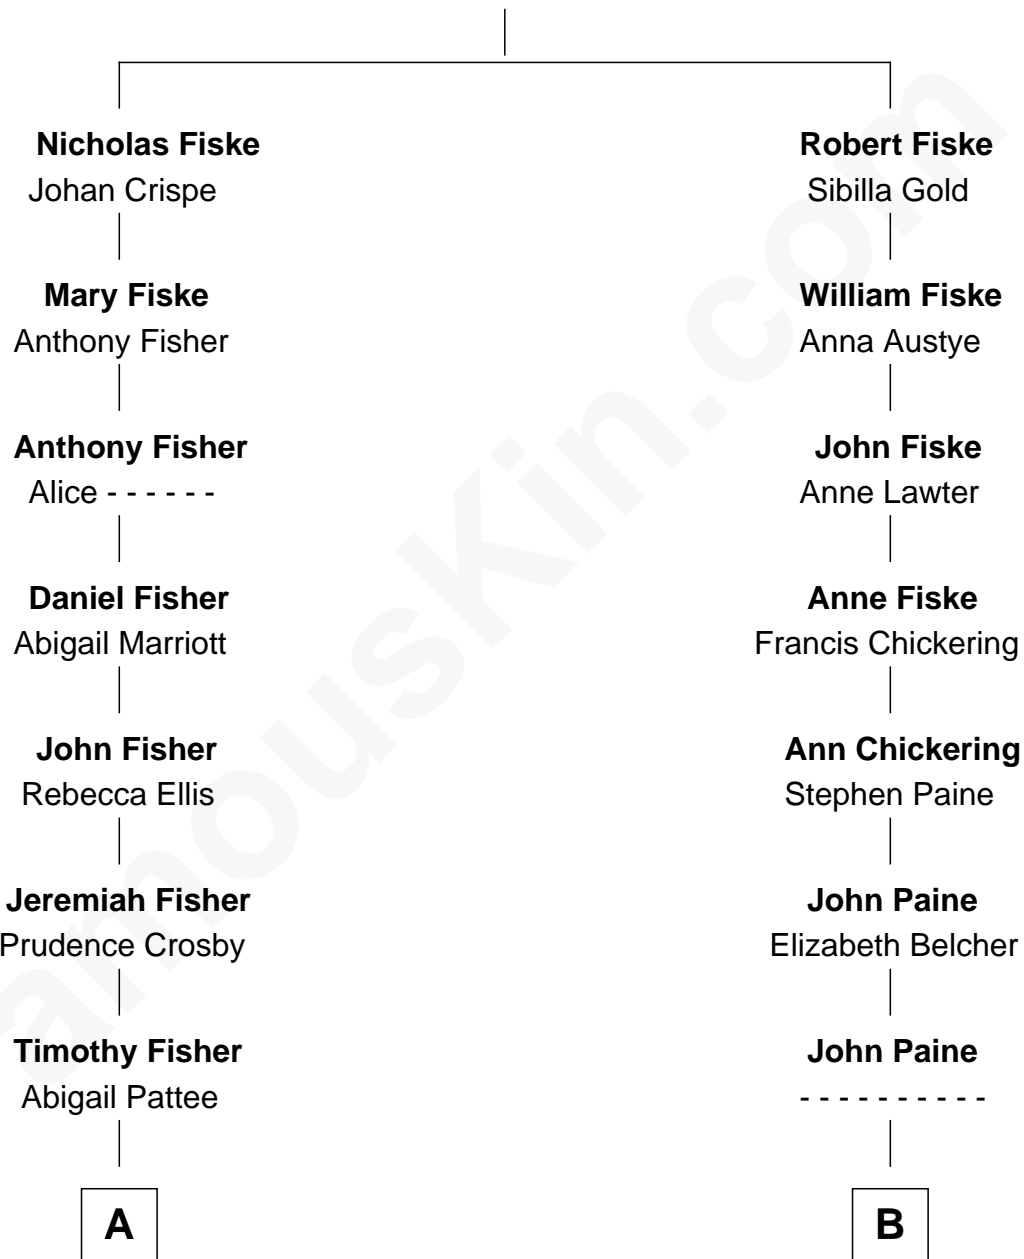 Nicholas Fiske
Johan Crispe
Mary Fiske
Anthony Fisher
Anthony Fisher
Alice - - - - - -
Daniel Fisher
Abigail Marriott
John Fisher
Rebecca Ellis
Jeremiah Fisher
Prudence Crosby
Timothy Fisher
Abigail Pattee
A
Robert Fiske
Sibilla Gold
William Fiske
Anna Austye
John Fiske
Anne Lawter
Anne Fiske
Francis Chickering
Ann Chickering
Stephen Paine
John Paine
Elizabeth Belcher
John Paine
- - - - - - - - - -
B
amousKin.com